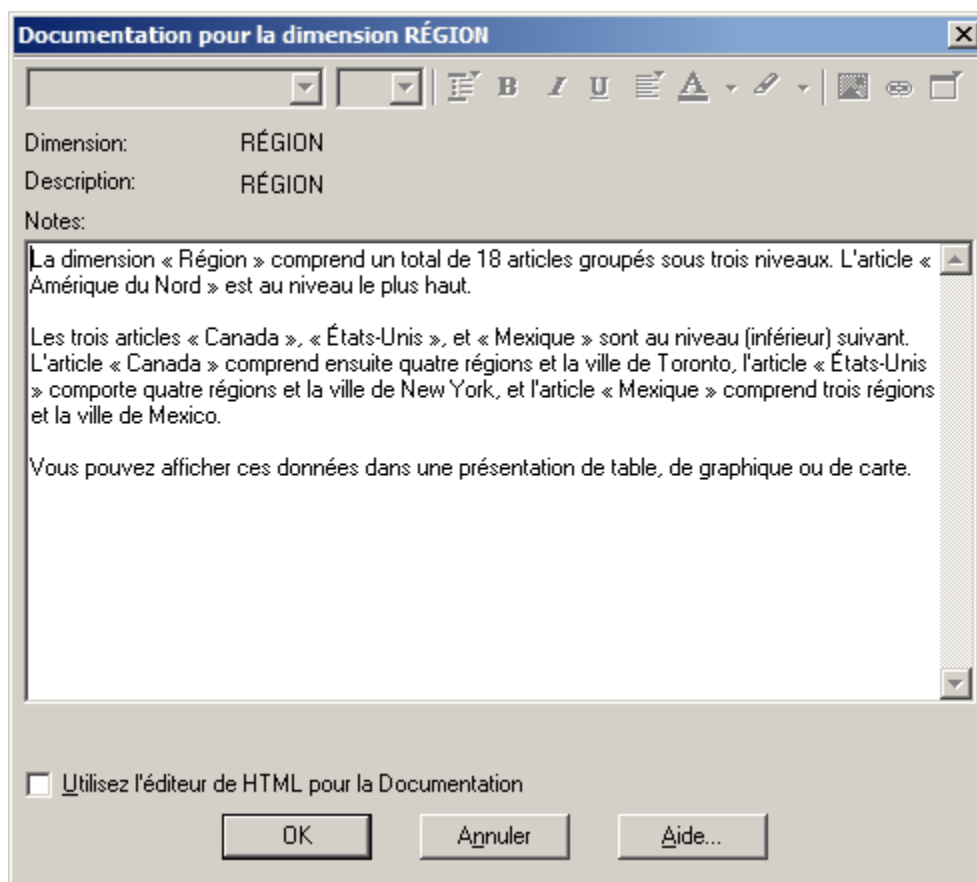 Documentation pour la dimension RÉGION
B I U A
Dimension: RÉGION
Description: RÉGION
Notes:
La dimension « Région » comprend un total de 18 articles groupés sous trois niveaux. L'article «
Amérique du Nord » est au niveau le plus haut.
Les trois articles « Canada », « États-Unis », et « Mexique » sont au niveau (inférieur) suivant.
L'article « Canada » comprend ensuite quatre régions et la ville de Toronto, l'article « États-Unis
» comporte quatre régions et la ville de New York, et l'article « Mexique » comprend trois régions
et la ville de Mexico.
Vous pouvez afficher ces données dans une présentation de table, de graphique ou de carte.
Utilisez l'éditeur de HTML pour la Documentation
OK Annuler Aide...